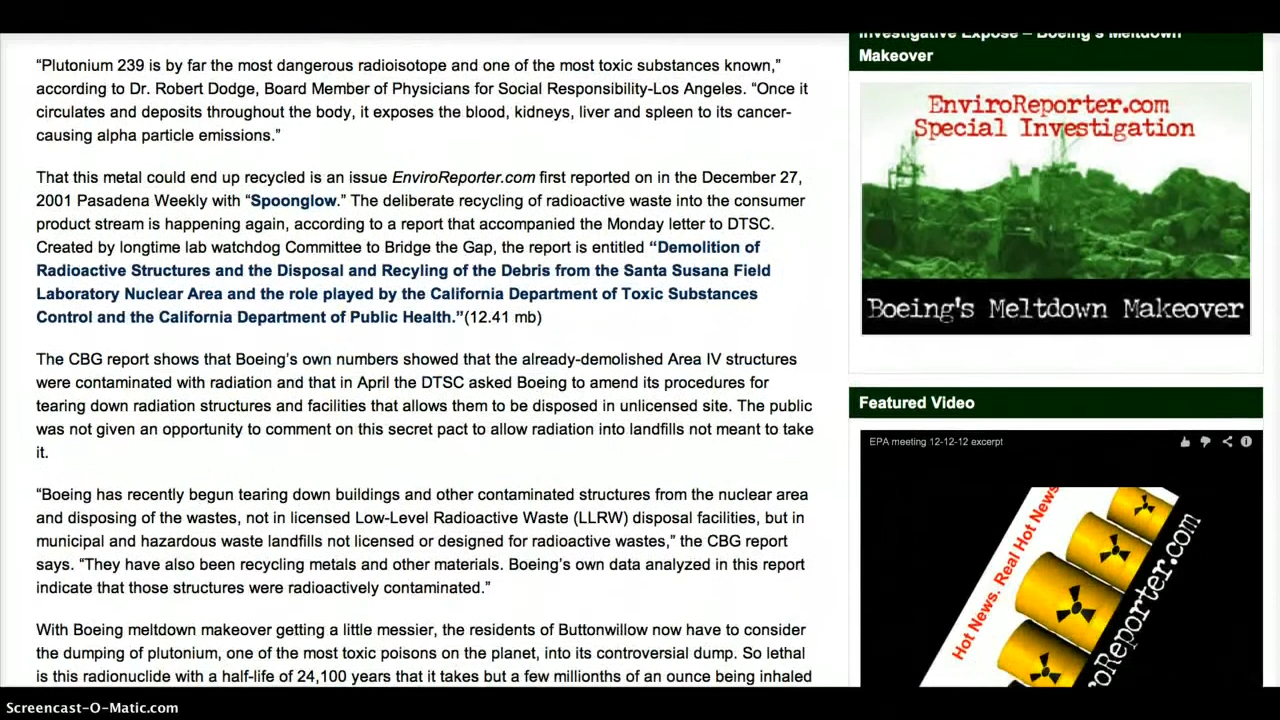 “Plutonium 239 is by far the most dangerous radioisotope and one of the most toxic substances known,”
according to Dr. Robert Dodge, Board Member of Physicians for Social Responsibility-Los Angeles. “Once it
circulates and deposits throughout the body, it exposes the blood, kidneys, liver and spleen to its cancer-
causing alpha particle emissions.”
That this metal could end up recycled is an issue EnviroReporter.com first reported on in the December 27,
2001 Pasadena Weekly with “Spoonglow.” The deliberate recycling of radioactive waste into the consumer
product stream is happening again, according to a report that accompanied the Monday letter to DTSC.
Created by longtime lab watchdog Committee to Bridge the Gap, the report is entitled “Demolition of
Radioactive Structures and the Disposal and Recyling of the Debris from the Santa Susana Field
Laboratory Nuclear Area and the role played by the California Department of Toxic Substances
Control and the California Department of Public Health.”(12.41 mb)
The CBG report shows that Boeing’s own numbers showed that the already-demolished Area IV structures
were contaminated with radiation and that in April the DTSC asked Boeing to amend its procedures for
tearing down radiation structures and facilities that allows them to be disposed in unlicensed site. The public
was not given an opportunity to comment on this secret pact to allow radiation into landfills not meant to take
it.
“Boeing has recently begun tearing down buildings and other contaminated structures from the nuclear area
and disposing of the wastes, not in licensed Low-Level Radioactive Waste (LLRW) disposal facilities, but in
municipal and hazardous waste landfills not licensed or designed for radioactive wastes,” the CBG report
says. “They have also been recycling metals and other materials. Boeing’s own data analyzed in this report
indicate that those structures were radioactively contaminated.”
With Boeing meltdown makeover getting a little messier, the residents of Buttonwillow now have to consider
the dumping of plutonium, one of the most toxic poisons on the planet, into its controversial dump. So lethal
is this radionuclide with a half-life of 24,100 years that it takes but a few millionths of an ounce being inhaled
Investigative Exposé – Boeing’s Meltdown
Makeover
EnviroReporter.com
Special Investigation
Boeing's Meltdown Makeover
Featured Video
EPA meeting 12-12-12 excerpt
Hot News. Real Hot News
oReporter.com
Screencast-O-Matic.com